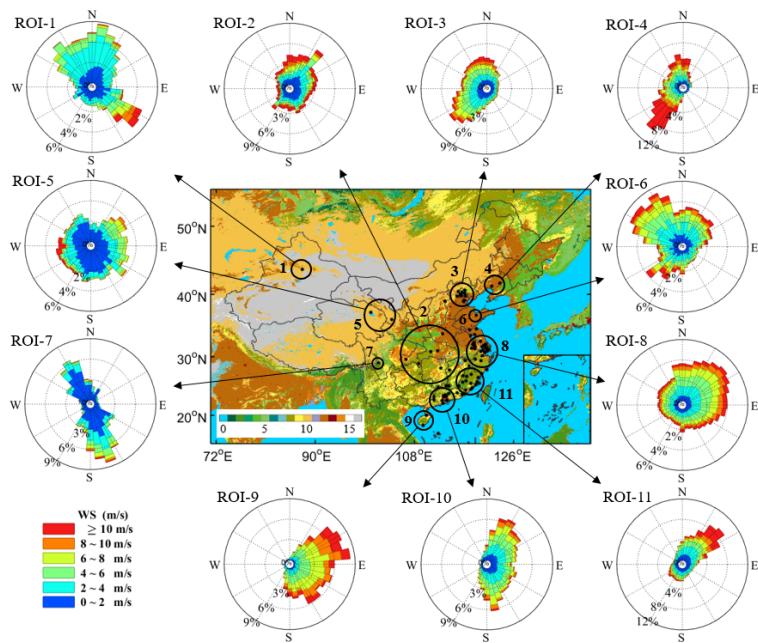 ROI-1
N
W
E
S
2%
4%
6%
ROI-2
N
W
E
S
3%
6%
9%
ROI-3
N
W
E
S
3%
6%
9%
ROI-4
N
W
E
S
4%
8%
12%
ROI-5
N
W
E
S
2%
4%
6%
ROI-6
N
W
E
S
2%
4%
6%
ROI-7
N
W
E
S
3%
6%
9%
ROI-8
N
W
E
S
2%
4%
6%
50°N
40°N
30°N
20°N
72°E
90°E
108°E
126°E
1
2
3
4
5
6
7
8
9
10
11
0 5 10 15
WS (m/s)
≥ 10 m/s
8 ~ 10 m/s
6 ~ 8 m/s
4 ~ 6 m/s
2 ~ 4 m/s
0 ~ 2 m/s
ROI-9
N
W
E
S
3%
6%
9%
ROI-10
N
W
E
S
3%
6%
9%
ROI-11
N
W
E
S
4%
8%
12%